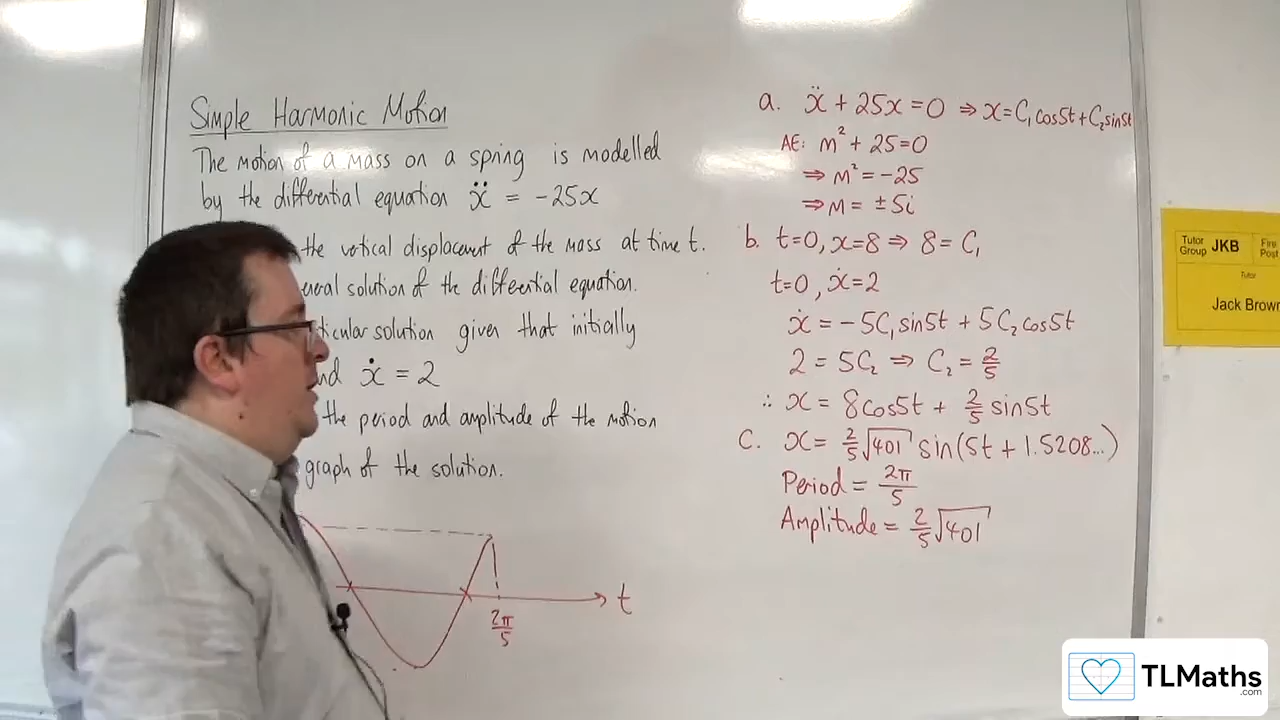 Simple Harmonic Motion
The motion of a mass on a spring is modelled
by the differential equation ẍ = -25x
the vertical displacement of the mass at time t.
solution of the differential equation.
solution given that initially
ẋ = 2
the period and amplitude of the motion
graph of the solution.
t
2π/5
a. ẍ + 25x = 0 ⇒ x = C₁cos5t + C₂sin5t
AE: m² + 25 = 0
⇒ m² = -25
⇒ m = ±5i
b. t=0, x=8 ⇒ 8 = C₁
t=0, ẋ=2
ẋ = -5C₁sin5t + 5C₂cos5t
2 = 5C₂ ⇒ C₂ = 2/5
∴ x = 8cos5t + 2/5 sin5t
c. x = 2/5 √401 sin(5t + 1.5208...)
Period = 2π/5
Amplitude = 2/5 √401
Tutor Group JKB
Fire Post
Tutor
Jack Brown
TLMaths
.com